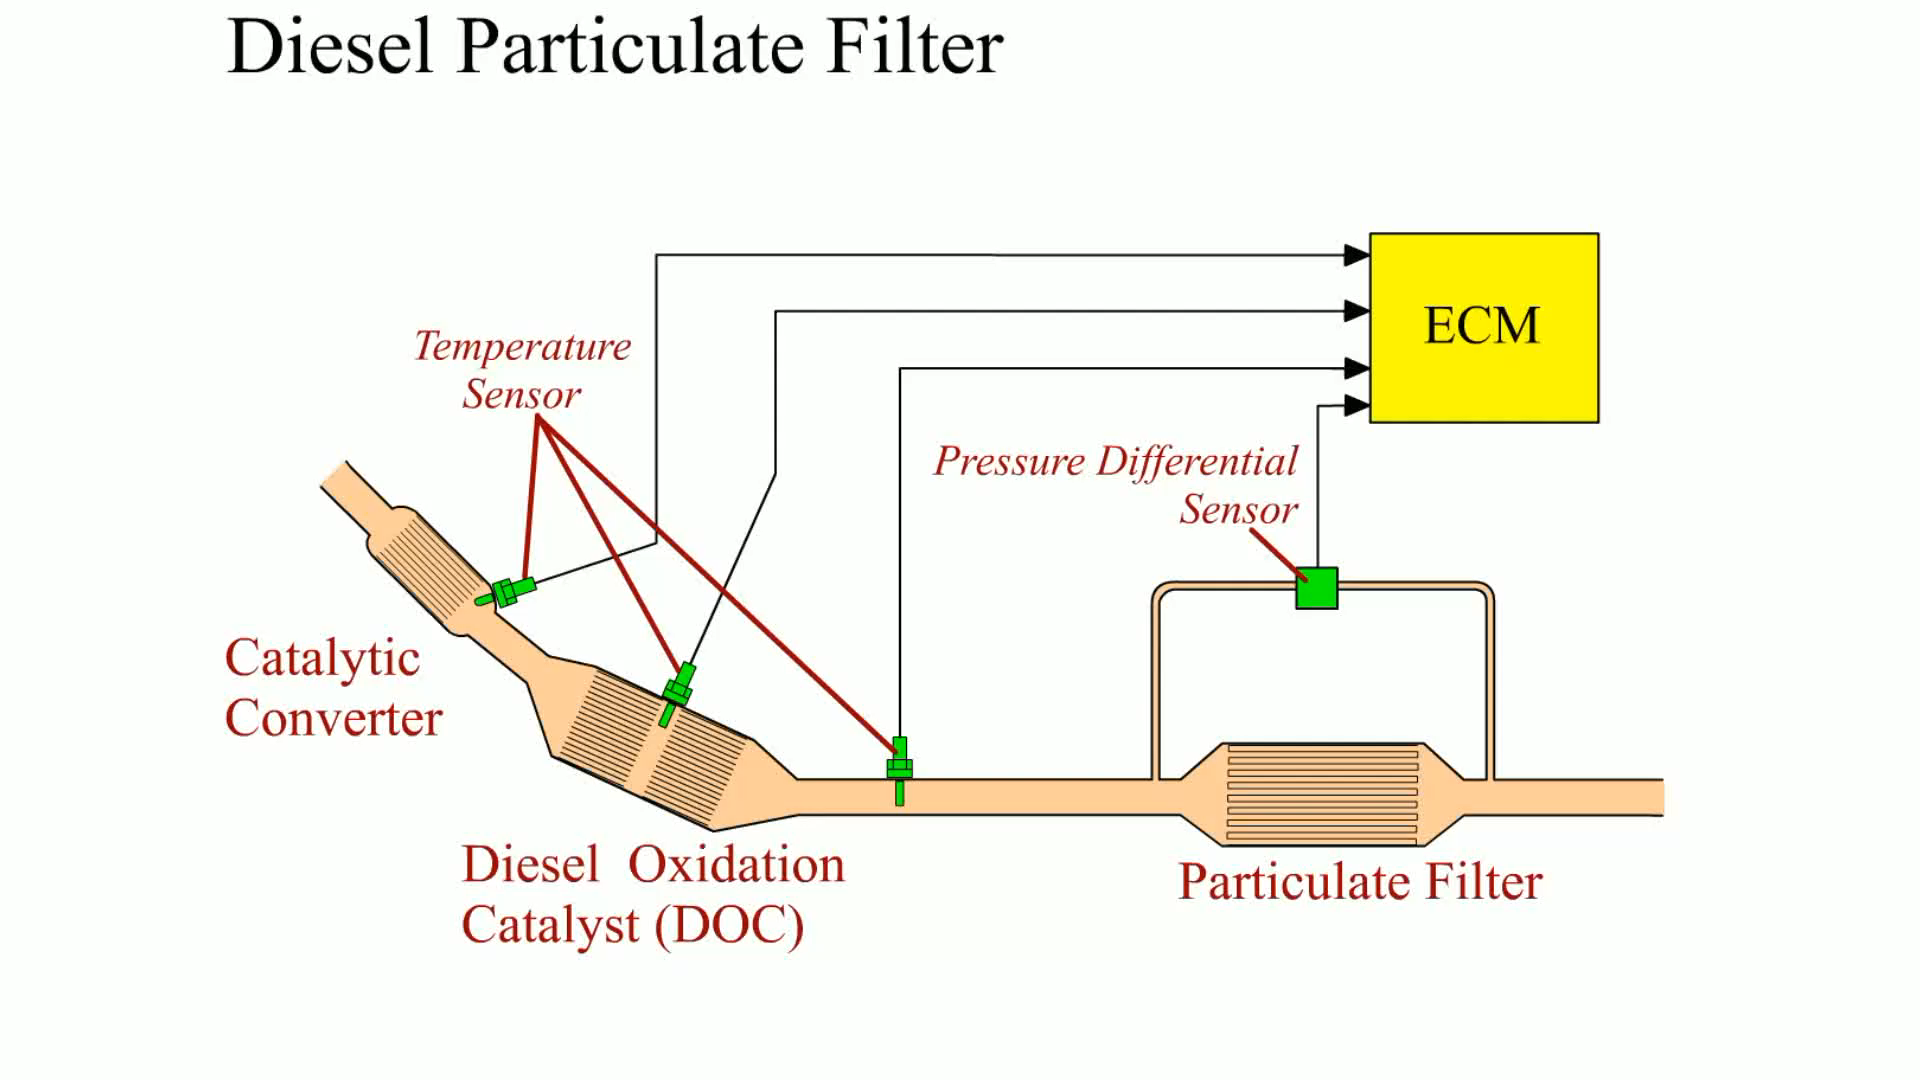 Diesel Particulate Filter
ECM
Temperature
Sensor
Pressure Differential
Sensor
Catalytic
Converter
Diesel Oxidation
Catalyst (DOC)
Particulate Filter